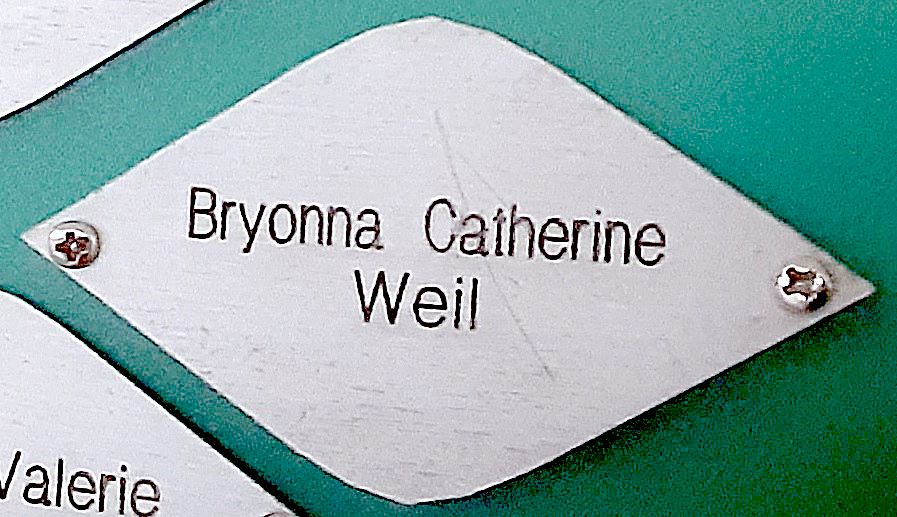 Bryonna Catherine
Weil
Valerie